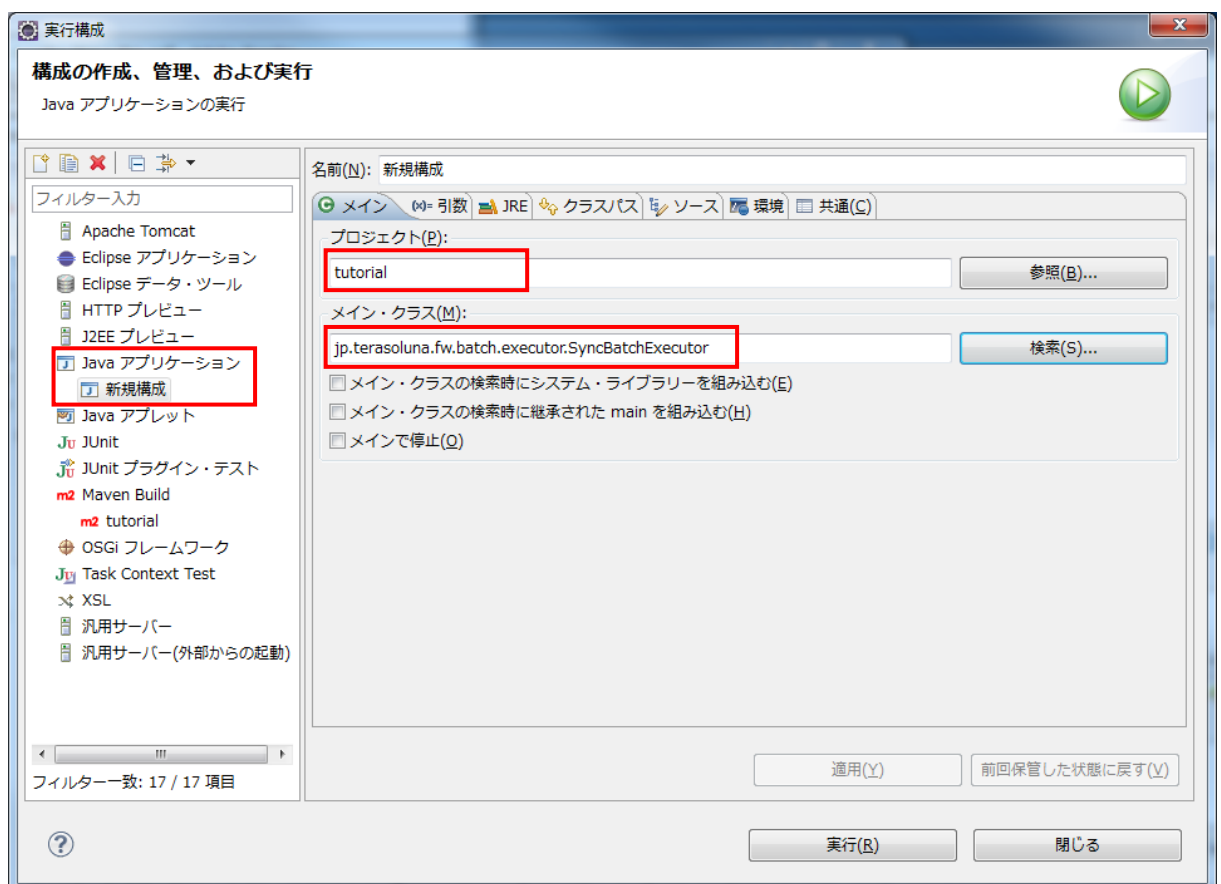 実行構成
構成の作成、管理、および実行
Java アプリケーションの実行
名前(N): 新規構成
フィルター入力
メイン (x)= 引数 JRE クラスパス ソース 環境 共通(C)
Apache Tomcat
Eclipse アプリケーション
Eclipse データ・ツール
HTTP プレビュー
J2EE プレビュー
Java アプリケーション
新規構成
Java アプレット
Ju JUnit
Jü JUnit プラグイン・テスト
m2 Maven Build
m2 tutorial
OSGi フレームワーク
Ju Task Context Test
XSL
汎用サーバー
汎用サーバー(外部からの起動)
フィルター一致: 17 / 17 項目
プロジェクト(P):
tutorial
参照(B)...
メイン・クラス(M):
jp.terasoluna.fw.batch.executor.SyncBatchExecutor
検索(S)...
メイン・クラスの検索時にシステム・ライブラリーを組み込む(E)
メイン・クラスの検索時に継承された main を組み込む(H)
メインで停止(O)
適用(Y)
前回保管した状態に戻す(V)
実行(R)
閉じる